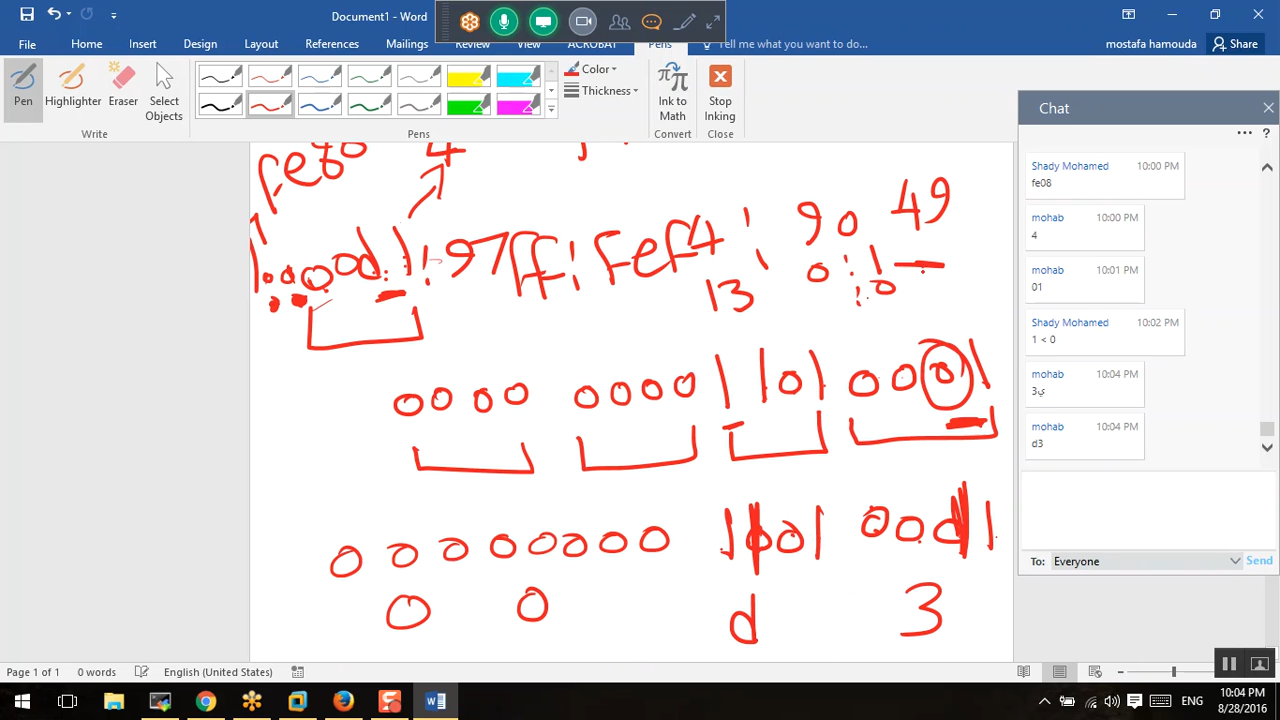 Document1 - Word
File Home Insert Design Layout References Mailings Review View ACROBAT Pens Tell me what you want to do... mostafa hamouda Share
Pen Highlighter Eraser Select Objects
Color
Thickness
Ink to Math
Stop Inking
Write Pens Convert Close
4
00d1 : 97ff : fef4 : 90 49
13
0000 0000 1101 0001
00000000
0 0 d 3
Chat
Shady Mohamed 10:00 PM
fe08
mohab 10:00 PM
4
mohab 10:01 PM
01
Shady Mohamed 10:02 PM
1 < 0
mohab 10:04 PM
3ي
mohab 10:04 PM
d3
To: Everyone Send
Page 1 of 1 0 words English (United States)
ENG
10:04 PM
8/28/2016